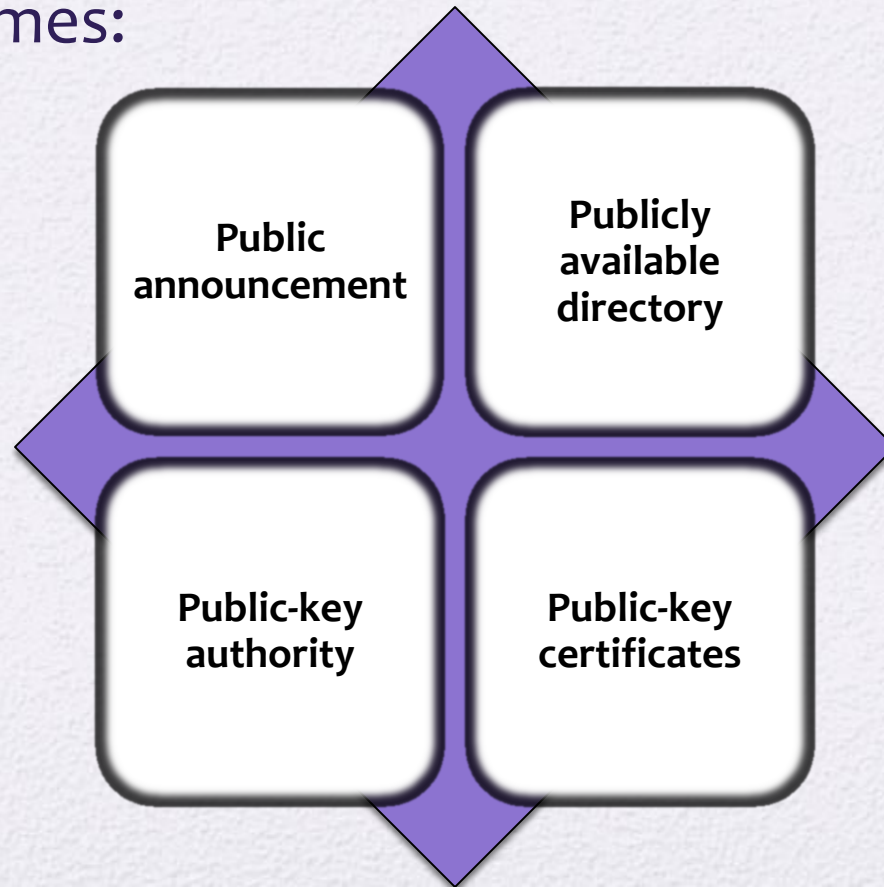 mes:
Public
announcement
Publicly
available
directory
Public-key
authority
Public-key
certificates